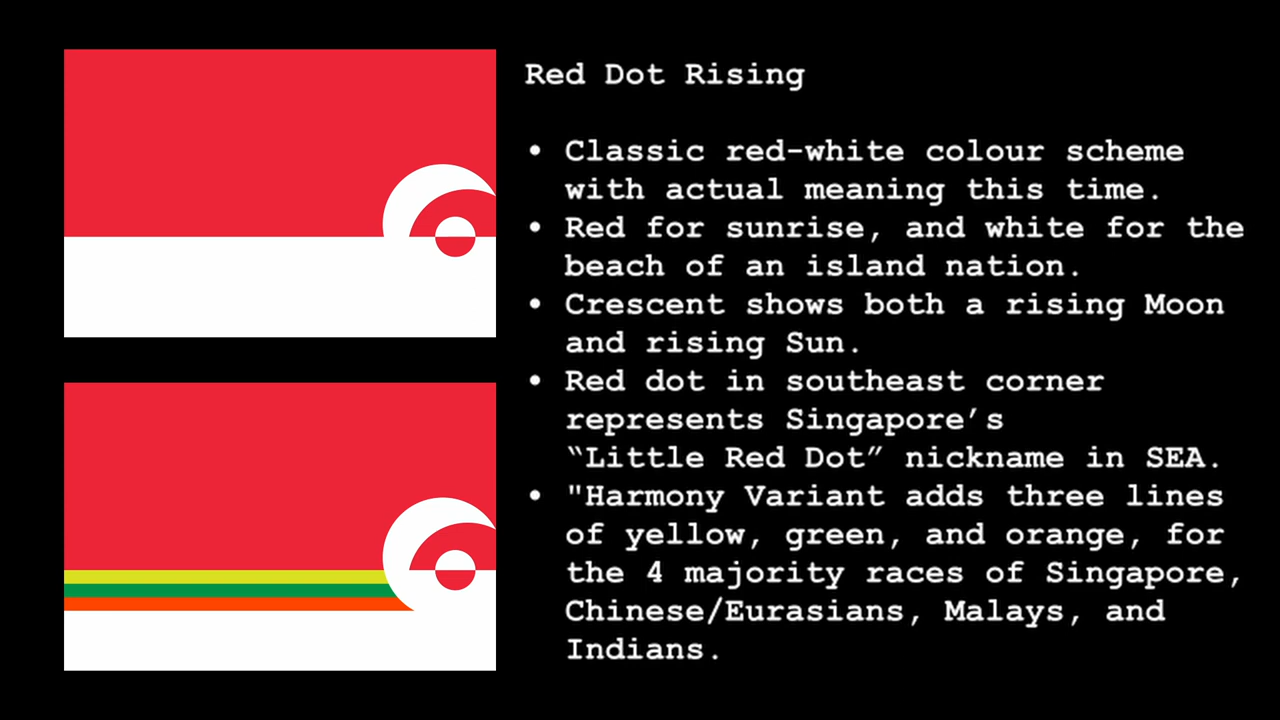 Red Dot Rising
• Classic red-white colour scheme
with actual meaning this time.
• Red for sunrise, and white for the
beach of an island nation.
• Crescent shows both a rising Moon
and rising Sun.
• Red dot in southeast corner
represents Singapore’s
“Little Red Dot” nickname in SEA.
• "Harmony Variant adds three lines
of yellow, green, and orange, for
the 4 majority races of Singapore,
Chinese/Eurasians, Malays, and
Indians.